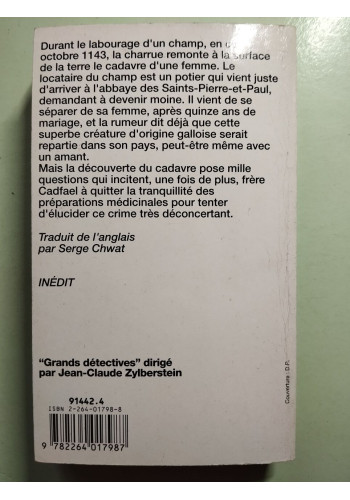 Durant le labourage d'un champ, en
octobre 1143, la charrue remonte à la surface
de la terre le cadavre d'une femme. Le
locataire du champ est un potier qui vient juste
d'arriver à l'abbaye des Saints-Pierre-et-Paul,
demandant à devenir moine. Il vient de se
séparer de sa femme, après quinze ans de
mariage, et la rumeur dit déjà que cette
superbe créature d'origine galloise serait
repartie dans son pays, peut-être même avec
un amant.
Mais la découverte du cadavre pose mille
questions qui incitent, une fois de plus, frère
Cadfael à quitter la tranquillité des
préparations médicinales pour tenter
d'élucider ce crime très déconcertant.
Traduit de l'anglais
par Serge Chwat
INÉDIT
"Grands détectives" dirigé
par Jean-Claude Zylberstein
91442.4
ISBN 2-264-01798-8
9 782264 017987
Couverture : D.R.